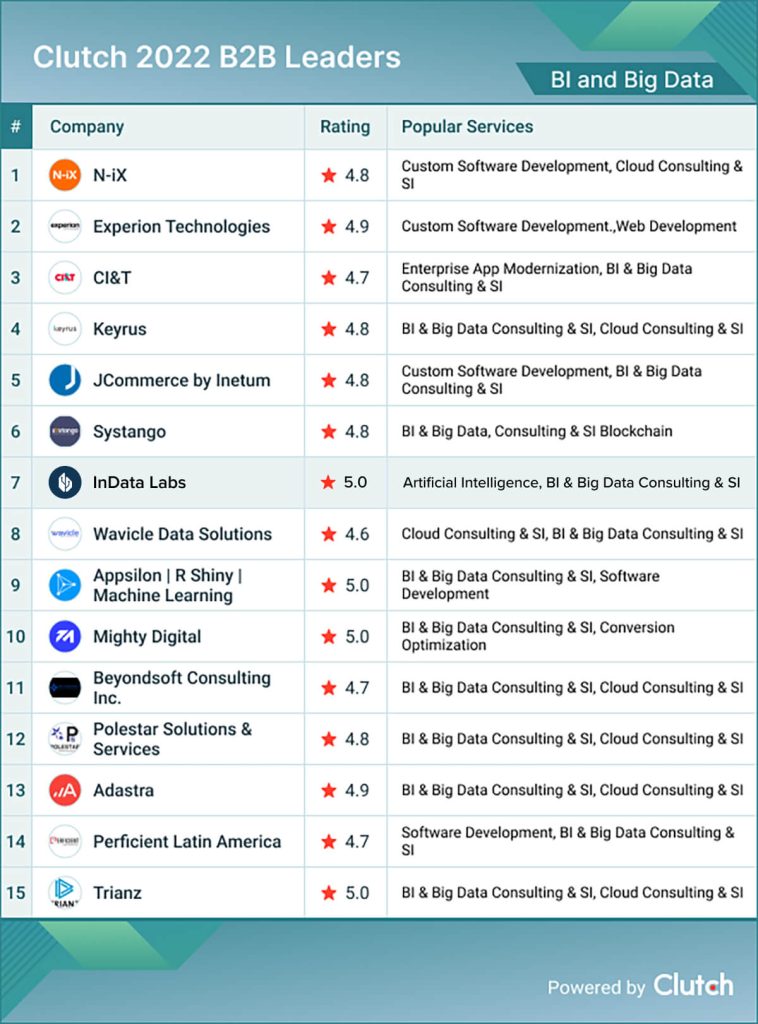 Clutch 2022 B2B Leaders
BI and Big Data
# Company Rating Popular Services
1 N-iX N-iX 4.8 Custom Software Development, Cloud Consulting &
SI
2 experion Experion Technologies 4.9 Custom Software Development.,Web Development
3 CI&T CI&T 4.7 Enterprise App Modernization, BI & Big Data
Consulting & SI
4 keyrus Keyrus 4.8 BI & Big Data Consulting & SI, Cloud Consulting & SI
5 JCommerce by Inetum 4.8 Custom Software Development, BI & Big Data
Consulting & SI
6 systango Systango 4.8 BI & Big Data, Consulting & SI Blockchain
7 InData Labs 5.0 Artificial Intelligence, BI & Big Data Consulting & SI
8 wavicle Wavicle Data Solutions 4.6 Cloud Consulting & SI, BI & Big Data Consulting & SI
9 Appsilon | R Shiny |
Machine Learning 5.0 BI & Big Data Consulting & SI, Software
Development
10 Mighty Digital 5.0 BI & Big Data Consulting & SI, Conversion
Optimization
11 Beyondsoft Consulting
Inc. 4.7 BI & Big Data Consulting & SI, Cloud Consulting & SI
12 Polestar Solutions &
Services 4.8 BI & Big Data Consulting & SI, Cloud Consulting & SI
13 Adastra 4.9 BI & Big Data Consulting & SI, Cloud Consulting & SI
14 Perficient Latin America 4.7 Software Development, BI & Big Data Consulting &
SI
15 RIAN Trianz 5.0 BI & Big Data Consulting & SI, Cloud Consulting & SI
Powered by Clutch